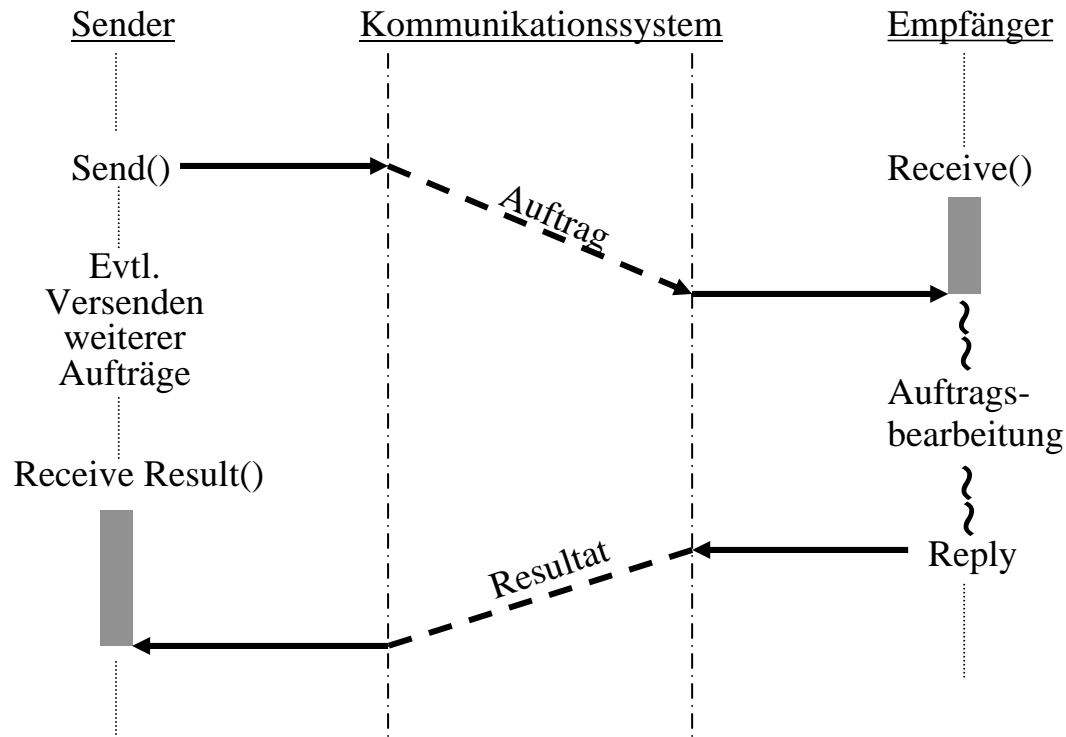 Sender
Kommunikationssystem
Empfänger
Send()
Receive()
Auftrag
Evtl.
Versenden
weiterer
Aufträge
Auftrags-
bearbeitung
Receive Result()
Resultat
Reply